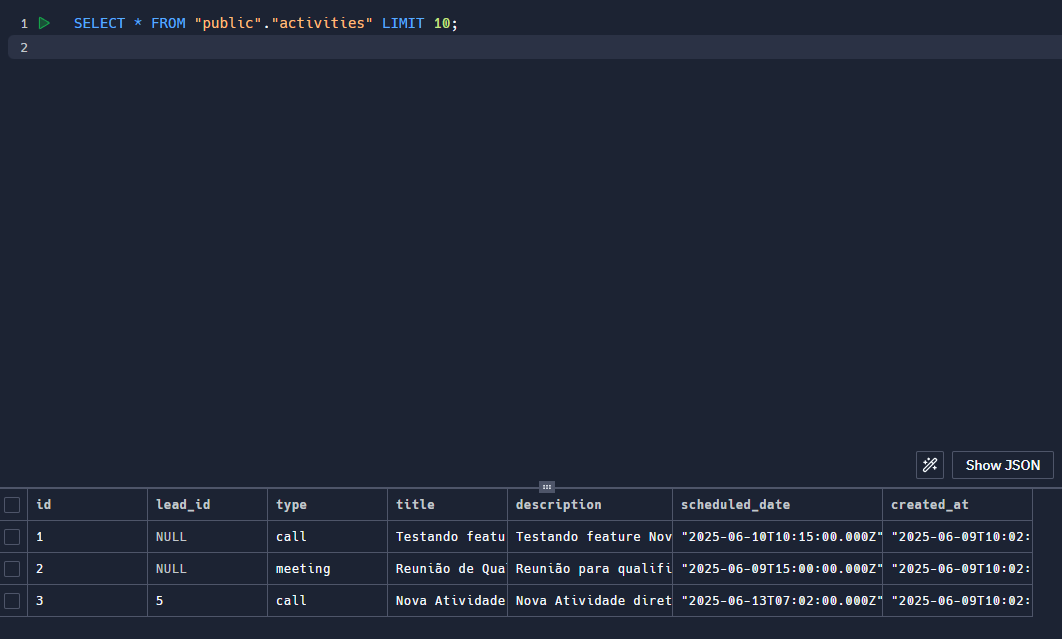 1 SELECT * FROM "public"."activities" LIMIT 10;
2
Show JSON
id lead_id type title description scheduled_date created_at
1 NULL call Testando featu Testando feature Nov "2025-06-10T10:15:00.000Z" "2025-06-09T10:02:
2 NULL meeting Reunião de Qua Reunião para qualifi "2025-06-09T15:00:00.000Z" "2025-06-09T10:02:
3 5 call Nova Atividade Nova Atividade diret "2025-06-13T07:02:00.000Z" "2025-06-09T10:02: